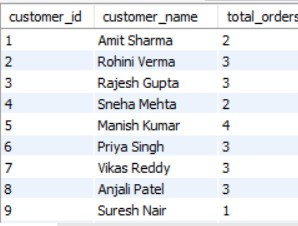 customer_id customer_name total_orders
1 Amit Sharma 2
2 Rohini Verma 3
3 Rajesh Gupta 3
4 Sneha Mehta 2
5 Manish Kumar 4
6 Priya Singh 3
7 Vikas Reddy 3
8 Anjali Patel 3
9 Suresh Nair 1